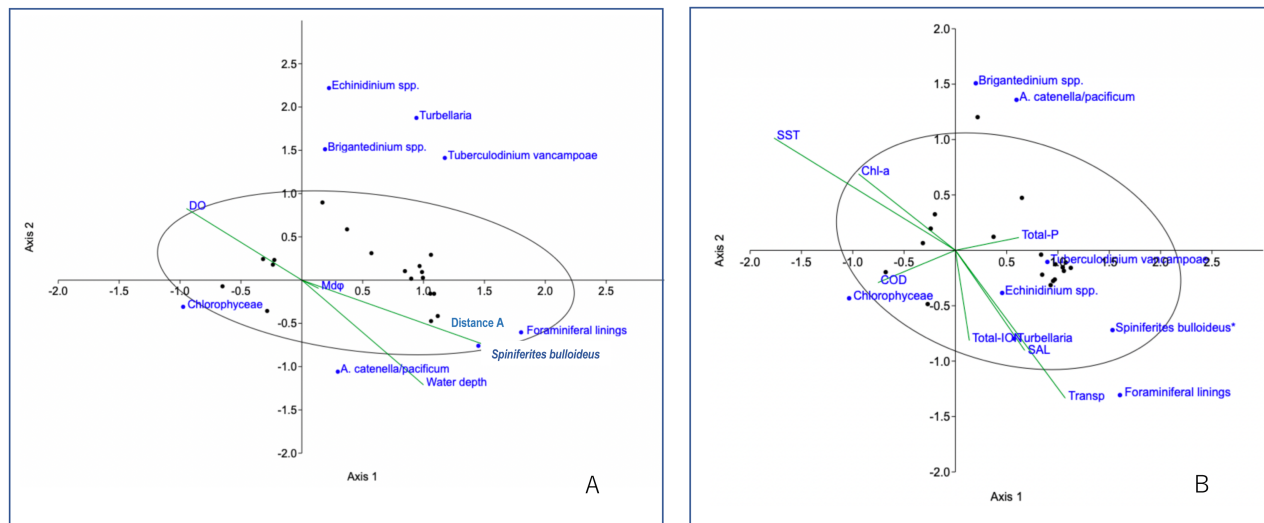 2.5
Echinidinium spp.
2.0
Turbellaria
Brigantedinium spp.
1.5
Tuberculodinium vancampoae
1.0
DO
0.5
Axis 2
-2.0 -1.5 -1.0 -0.5 0.5 1.0 1.5 2.0 2.5 3.0
Mdφ
Chlorophyceae
-0.5
Distance A
Foraminiferal linings
Spiniferites bulloideus
-1.0
A. catenella/pacificum
Water depth
-1.5
-2.0
Axis 1
A
2.0
Brigantedinium spp.
1.5
A. catenella/pacificum
SST
1.0
Chl-a
0.5
Total-P
Axis 2
-2.0 -1.5 -1.0 -0.5 0.5 1.0 1.5 2.0 2.5
Tuberculodinium vancampoae
COD
Echinidinium spp.
Chlorophyceae
-0.5
Spiniferites bulloideus*
Total-ION
Turbellaria
SAL
-1.0
Transp
Foraminiferal linings
-1.5
-2.0
Axis 1
B